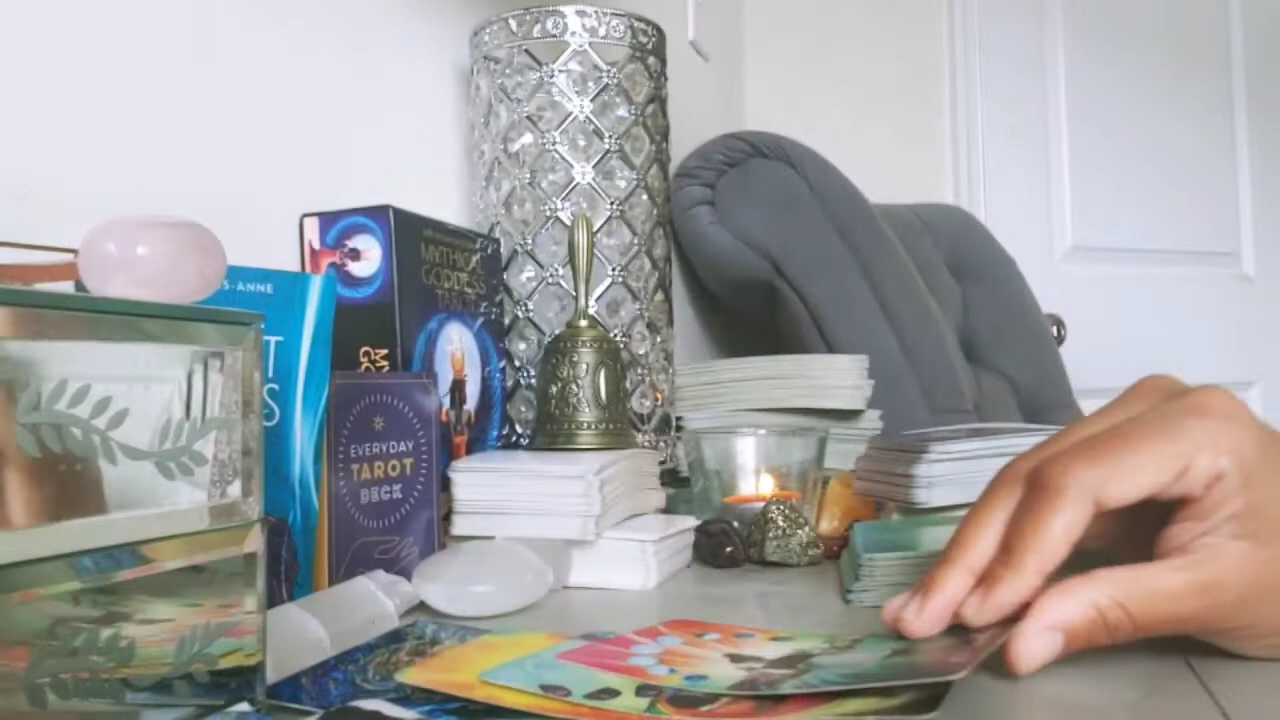 S-ANNE
T
S
MYTHICAL
GODDESS
TAROT
EVERYDAY
TAROT
DECK